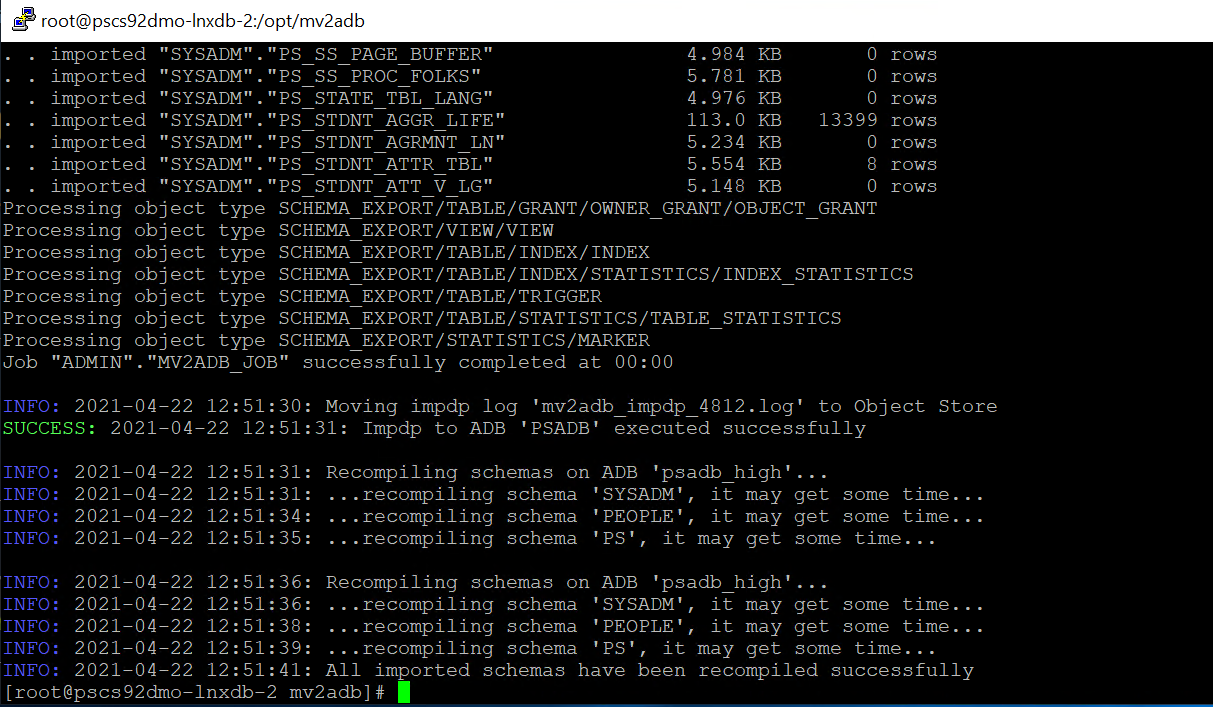 root@pscs92dmo-lnxdb-2:/opt/mv2adb
. . imported "SYSADM"."PS_SS_PAGE_BUFFER" 4.984 KB 0 rows
. . imported "SYSADM"."PS_SS_PROC_FOLKS" 5.781 KB 0 rows
. . imported "SYSADM"."PS_STATE_TBL_LANG" 4.976 KB 0 rows
. . imported "SYSADM"."PS_STDNT_AGGR_LIFE" 113.0 KB 13399 rows
. . imported "SYSADM"."PS_STDNT_AGRMNT_LN" 5.234 KB 0 rows
. . imported "SYSADM"."PS_STDNT_ATTR_TBL" 5.554 KB 8 rows
. . imported "SYSADM"."PS_STDNT_ATT_V_LG" 5.148 KB 0 rows
Processing object type SCHEMA_EXPORT/TABLE/GRANT/OWNER_GRANT/OBJECT_GRANT
Processing object type SCHEMA_EXPORT/VIEW/VIEW
Processing object type SCHEMA_EXPORT/TABLE/INDEX/INDEX
Processing object type SCHEMA_EXPORT/TABLE/INDEX/STATISTICS/INDEX_STATISTICS
Processing object type SCHEMA_EXPORT/TABLE/TRIGGER
Processing object type SCHEMA_EXPORT/TABLE/STATISTICS/TABLE_STATISTICS
Processing object type SCHEMA_EXPORT/STATISTICS/MARKER
Job "ADMIN"."MV2ADB_JOB" successfully completed at 00:00
INFO: 2021-04-22 12:51:30: Moving impdp log 'mv2adb_impdp_4812.log' to Object Store
SUCCESS: 2021-04-22 12:51:31: Impdp to ADB 'PSADB' executed successfully
INFO: 2021-04-22 12:51:31: Recompiling schemas on ADB 'psadb_high'...
INFO: 2021-04-22 12:51:31: ...recompiling schema 'SYSADM', it may get some time...
INFO: 2021-04-22 12:51:34: ...recompiling schema 'PEOPLE', it may get some time...
INFO: 2021-04-22 12:51:35: ...recompiling schema 'PS', it may get some time...
INFO: 2021-04-22 12:51:36: Recompiling schemas on ADB 'psadb_high'...
INFO: 2021-04-22 12:51:36: ...recompiling schema 'SYSADM', it may get some time...
INFO: 2021-04-22 12:51:38: ...recompiling schema 'PEOPLE', it may get some time...
INFO: 2021-04-22 12:51:39: ...recompiling schema 'PS', it may get some time...
INFO: 2021-04-22 12:51:41: All imported schemas have been recompiled successfully
[root@pscs92dmo-lnxdb-2 mv2adb]#